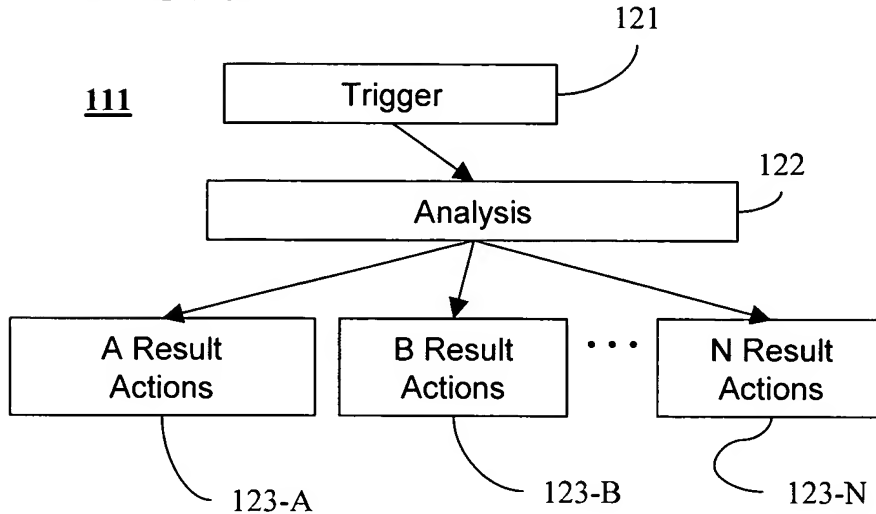 121
111
Trigger
122
Analysis
A Result
Actions
B Result
Actions
• • •
N Result
Actions
123-A
123-B
123-N